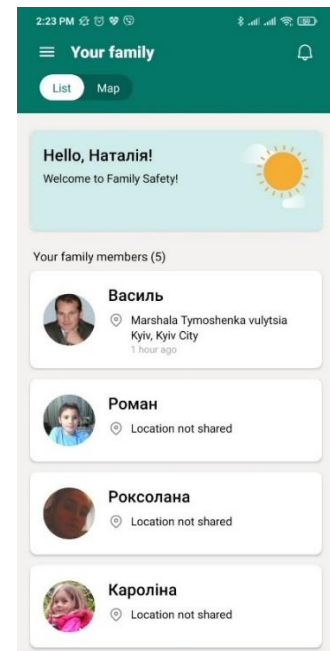 2:23 PM
Your family
List Map
Hello, Наталія!
Welcome to Family Safety!
Your family members (5)
Василь
Marshala Tymoshenka vulytsia
Kyiv, Kyiv City
1 hour ago
Роман
Location not shared
Роксолана
Location not shared
Кароліна
Location not shared